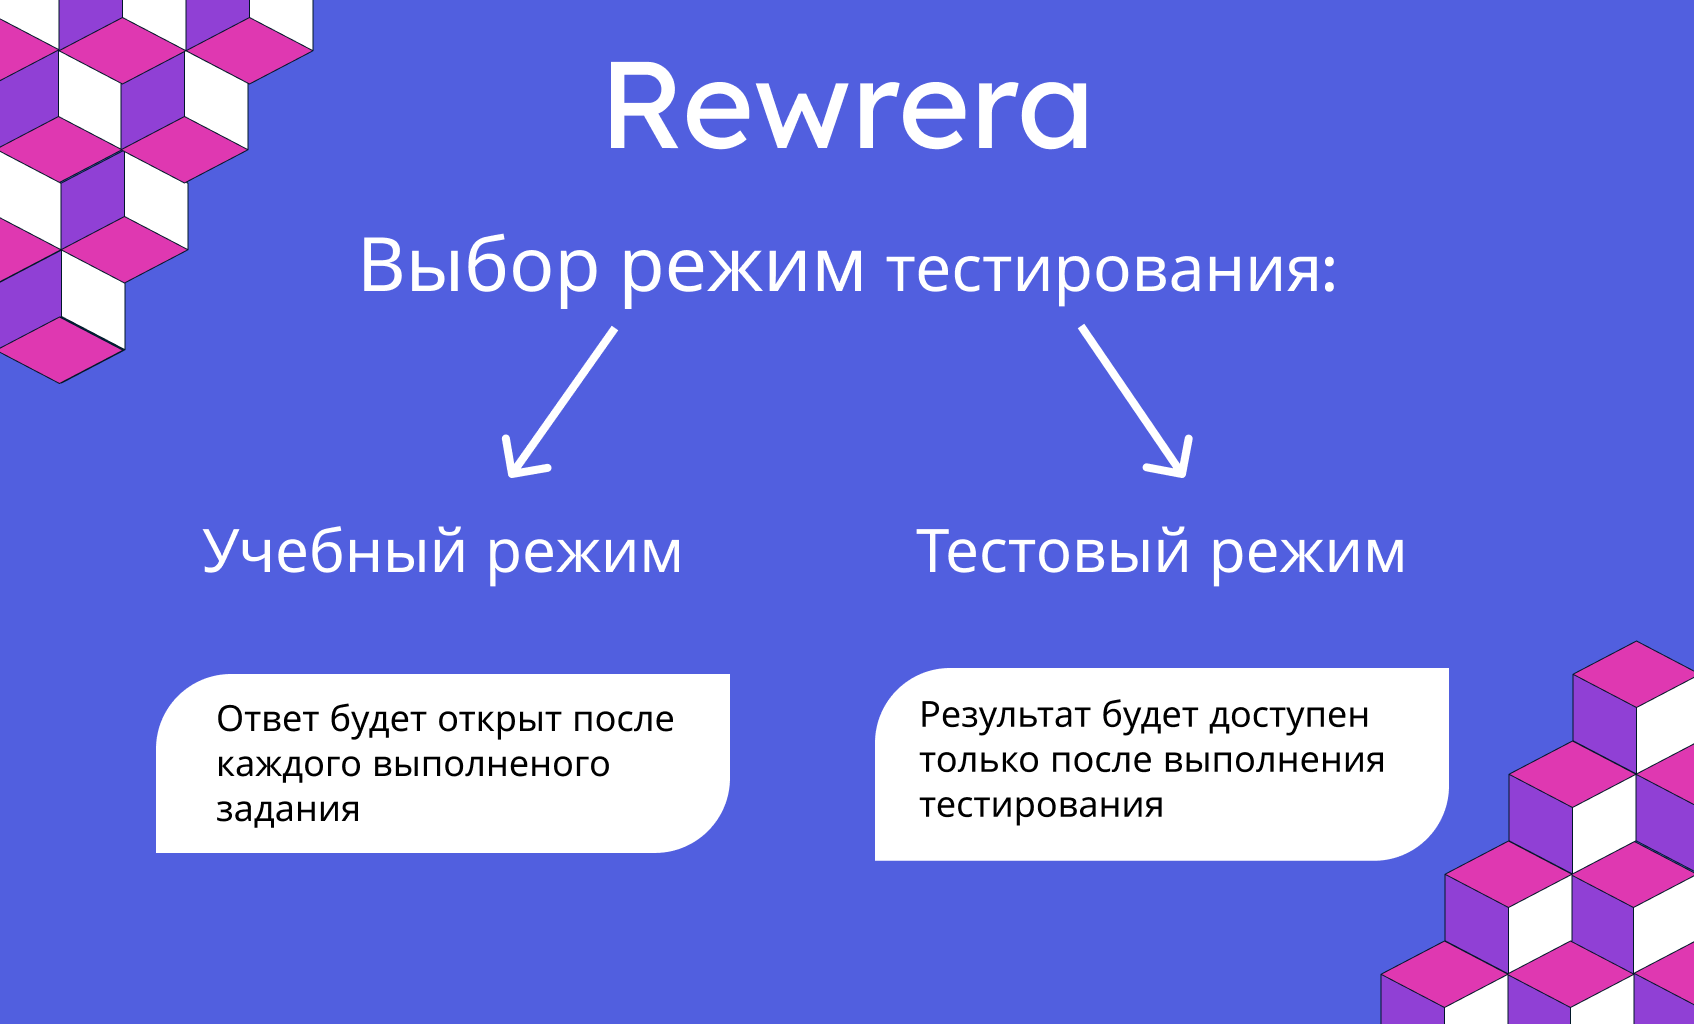 Rewrera
Выбор режим тестирования:
Учебный режим
Тестовый режим
Ответ будет открыт после
каждого выполненого
задания
Результат будет доступен
только после выполнения
тестирования